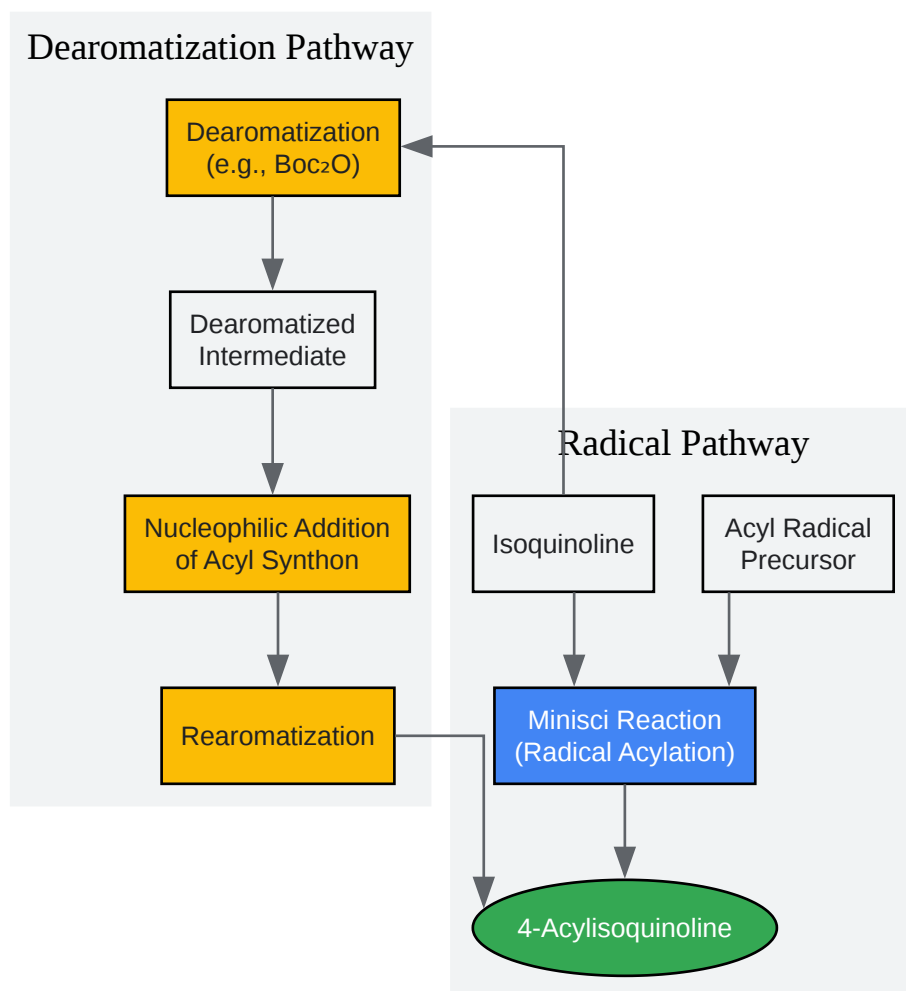 Dearomatization Pathway
Dearomatization
(e.g., Boc₂O)
Dearomatized
Intermediate
Nucleophilic Addition
of Acyl Synthon
Rearomatization
Radical Pathway
Isoquinoline
Acyl Radical
Precursor
Minisci Reaction
(Radical Acylation)
4-Acylisoquinoline